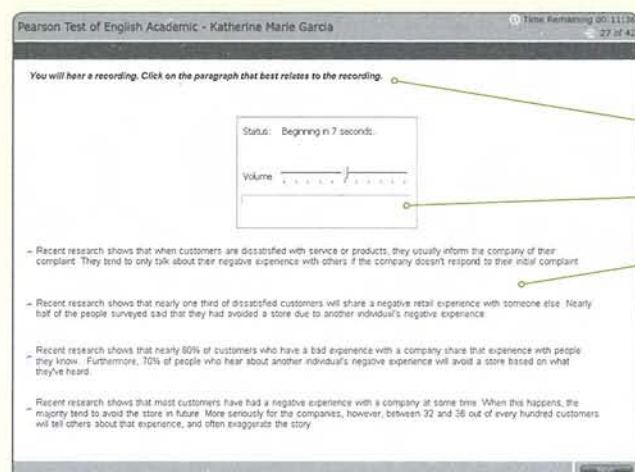 Pearson Test of English Academic - Katherine Marie Garcia
Time Remaining 00:11:36
27 of 42
You will hear a recording. Click on the paragraph that best relates to the recording.
Status: Beginning in 7 seconds.
Volume
Recent research shows that when customers are dissatisfied with service or products, they usually inform the company of their
complaint. They tend to only talk about their negative experience with others if the company doesn't respond to their initial complaint.
Recent research shows that nearly one third of dissatisfied customers will share a negative retail experience with someone else. Nearly
half of the people surveyed said that they had avoided a store due to another individual's negative experience.
Recent research shows that nearly 80% of customers who have a bad experience with a company share that experience with people
they know. Furthermore, 70% of people who hear about another individual's negative experience will avoid a store based on what
they've heard.
Recent research shows that most customers have had a negative experience with a company at some time. When this happens, the
majority tend to avoid the store in future. More seriously for the companies, however, between 32 and 36 out of every hundred customers
will tell others about that experience, and often exaggerate the story.